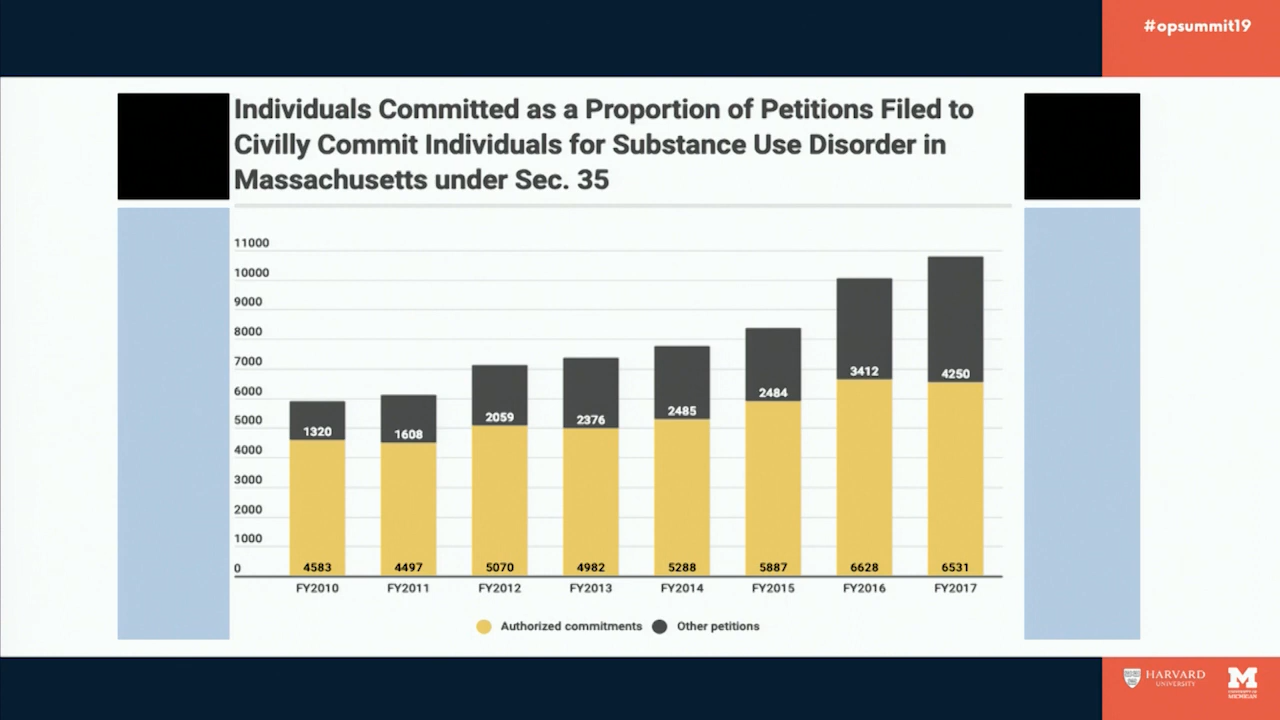 #opsummit19
Individuals Committed as a Proportion of Petitions Filed to
Civilly Commit Individuals for Substance Use Disorder in
Massachusetts under Sec. 35
11000
10000
9000
8000
7000
6000
5000
4000
3000
2000
1000
0
1320
1608
2059
2376
2485
2484
3412
4250
4583
4497
5070
4982
5288
5887
6628
6531
FY2010
FY2011
FY2012
FY2013
FY2014
FY2015
FY2016
FY2017
Authorized commitments
Other petitions
HARVARD
UNIVERSITY
M
UNIVERSITY OF
MICHIGAN